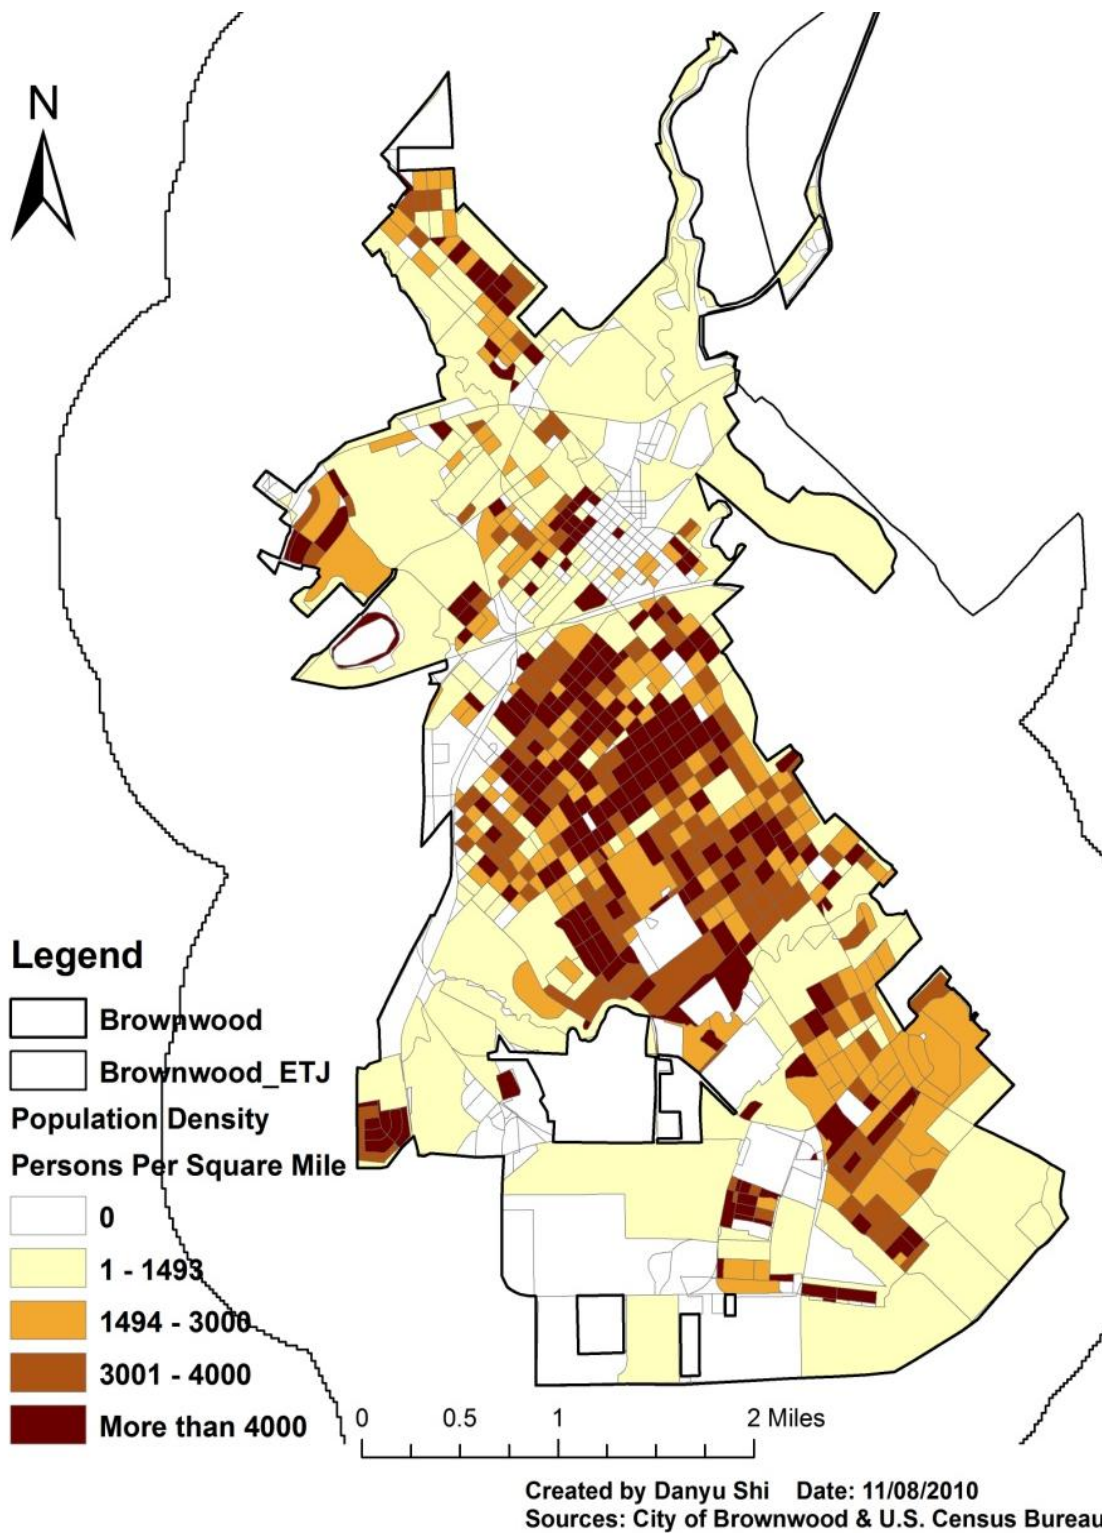 N
Legend
Brownwood
Brownwood_ETJ
Population Density
Persons Per Square Mile
0
1 - 1493
1494 - 3000
3001 - 4000
More than 4000
0 0.5 1 2 Miles
Created by Danyu Shi Date: 11/08/2010
Sources: City of Brownwood & U.S. Census Bureau